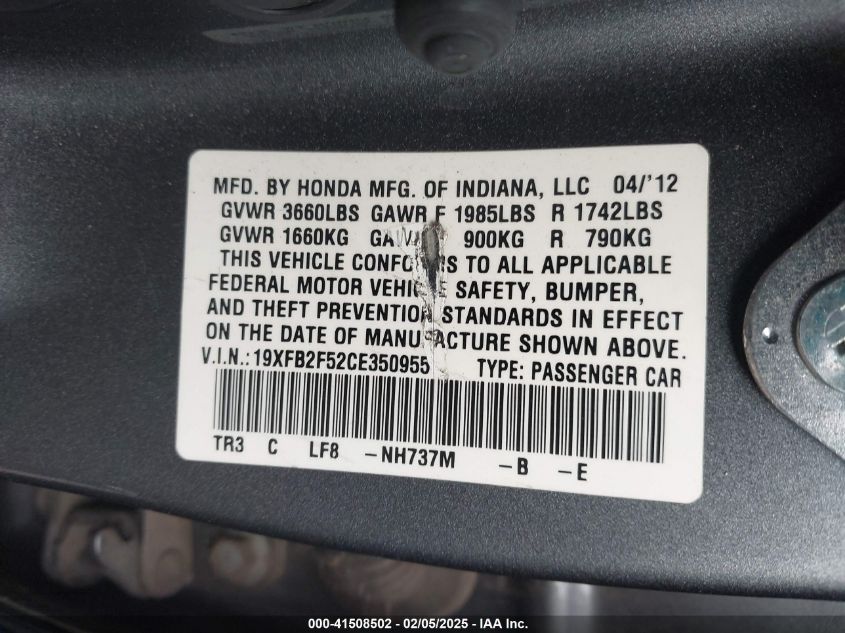 MFD. BY HONDA MFG. OF INDIANA, LLC 04/'12
GVWR 3660LBS GAWR F 1985LBS R 1742LBS
GVWR 1660KG 900KG R 790KG
THIS VEHICLE TO ALL APPLICABLE
FEDERAL MOTOR VEHICLE SAFETY, BUMPER,
AND THEFT PREVENTION STANDARDS IN EFFECT
ON THE DATE OF MANUFACTURE SHOWN ABOVE.
V.I.N.: 19XFB2F52CE350955 TYPE: PASSENGER CAR
TR3 C LF8 -NH737M -B -E
000-41508502 - 02/05/2025 - IAA Inc.